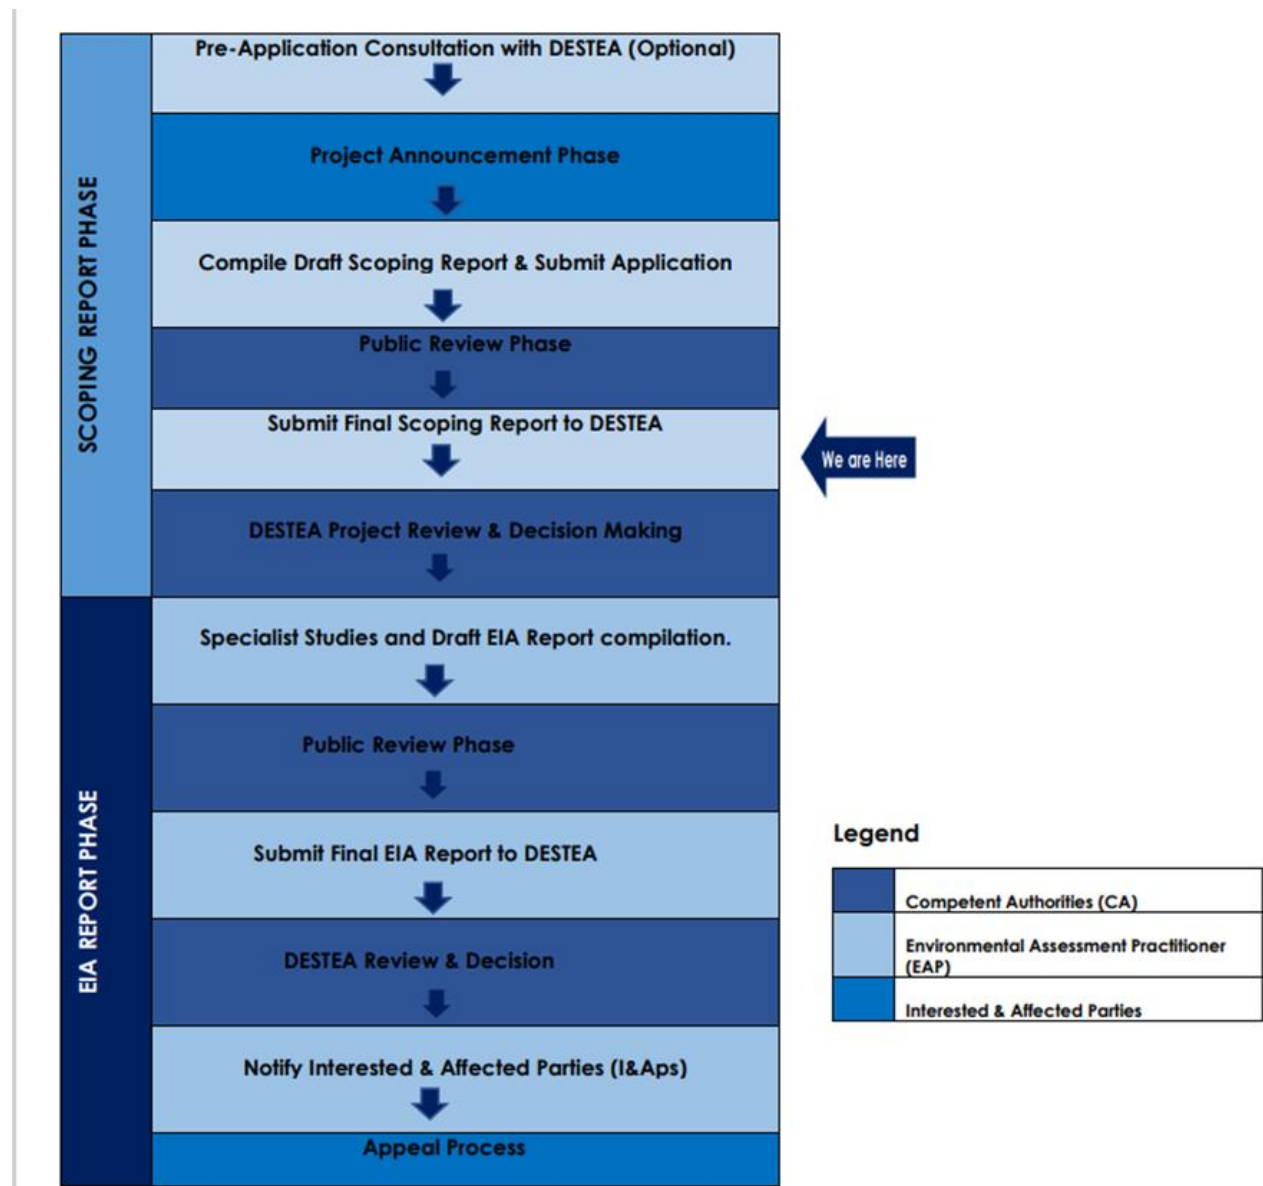 Pre-Application Consultation with DESTEA (Optional)
Project Announcement Phase
SCOPING REPORT PHASE
Compile Draft Scoping Report & Submit Application
Public Review Phase
Submit Final Scoping Report to DESTEA
We are Here
DESTEA Project Review & Decision Making
Specialist Studies and Draft EIA Report compilation.
Public Review Phase
EIA REPORT PHASE
Submit Final EIA Report to DESTEA
DESTEA Review & Decision
Notify Interested & Affected Parties (I&Aps)
Appeal Process
Legend
Competent Authorities (CA)
Environmental Assessment Practitioner
(EAP)
Interested & Affected Parties